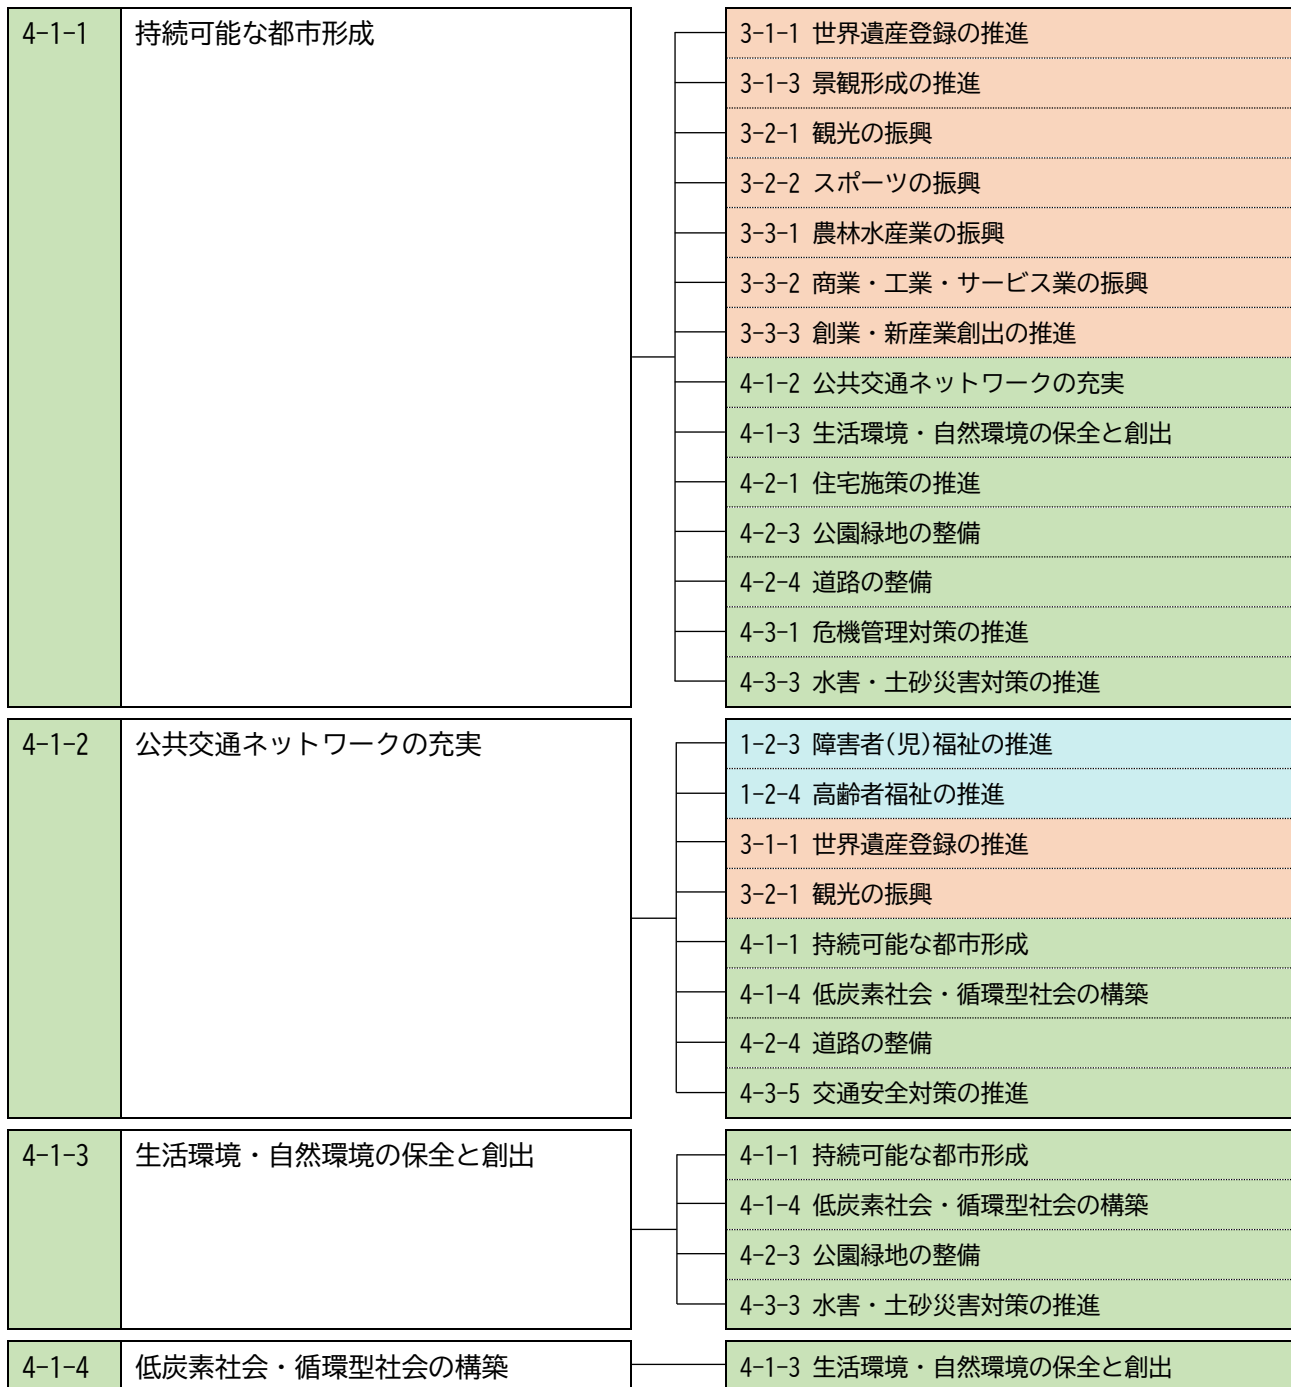 4-1-1 持続可能な都市形成
3-1-1 世界遺産登録の推進
3-1-3 景観形成の推進
3-2-1 観光の振興
3-2-2 スポーツの振興
3-3-1 農林水産業の振興
3-3-2 商業・工業・サービス業の振興
3-3-3 創業・新産業創出の推進
4-1-2 公共交通ネットワークの充実
4-1-3 生活環境・自然環境の保全と創出
4-2-1 住宅施策の推進
4-2-3 公園緑地の整備
4-2-4 道路の整備
4-3-1 危機管理対策の推進
4-3-3 水害・土砂災害対策の推進
4-1-2 公共交通ネットワークの充実
1-2-3 障害者(児)福祉の推進
1-2-4 高齢者福祉の推進
3-1-1 世界遺産登録の推進
3-2-1 観光の振興
4-1-1 持続可能な都市形成
4-1-4 低炭素社会・循環型社会の構築
4-2-4 道路の整備
4-3-5 交通安全対策の推進
4-1-3 生活環境・自然環境の保全と創出
4-1-1 持続可能な都市形成
4-1-4 低炭素社会・循環型社会の構築
4-2-3 公園緑地の整備
4-3-3 水害・土砂災害対策の推進
4-1-4 低炭素社会・循環型社会の構築
4-1-3 生活環境・自然環境の保全と創出